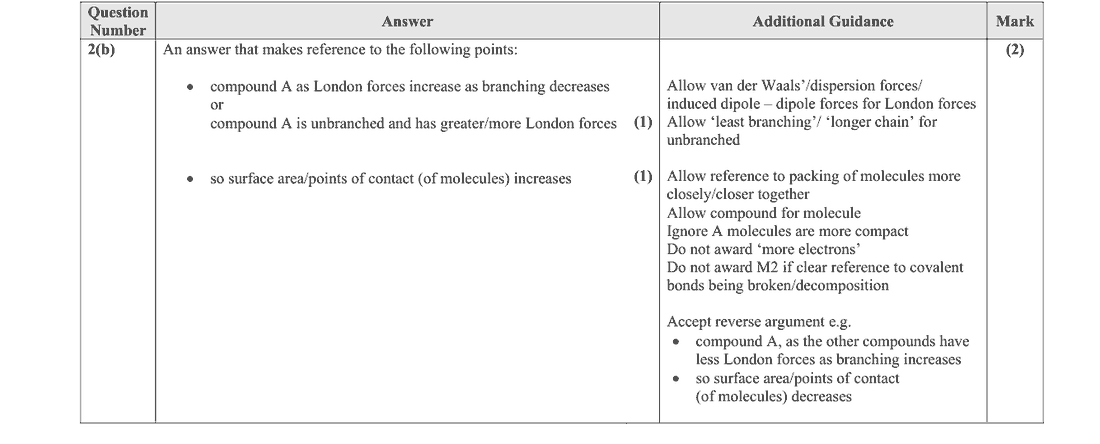 Question Number
Answer
Additional Guidance
Mark
2(b)
An answer that makes reference to the following points:
(2)
• compound A as London forces increase as branching decreases
or
compound A is unbranched and has greater/more London forces (1)
Allow van der Waals'/dispersion forces/
induced dipole – dipole forces for London forces
Allow 'least branching'/ 'longer chain' for
unbranched
• so surface area/points of contact (of molecules) increases (1)
Allow reference to packing of molecules more
closely/closer together
Allow compound for molecule
Ignore A molecules are more compact
Do not award 'more electrons'
Do not award M2 if clear reference to covalent
bonds being broken/decomposition
Accept reverse argument e.g.
• compound A, as the other compounds have
less London forces as branching increases
• so surface area/points of contact
(of molecules) decreases